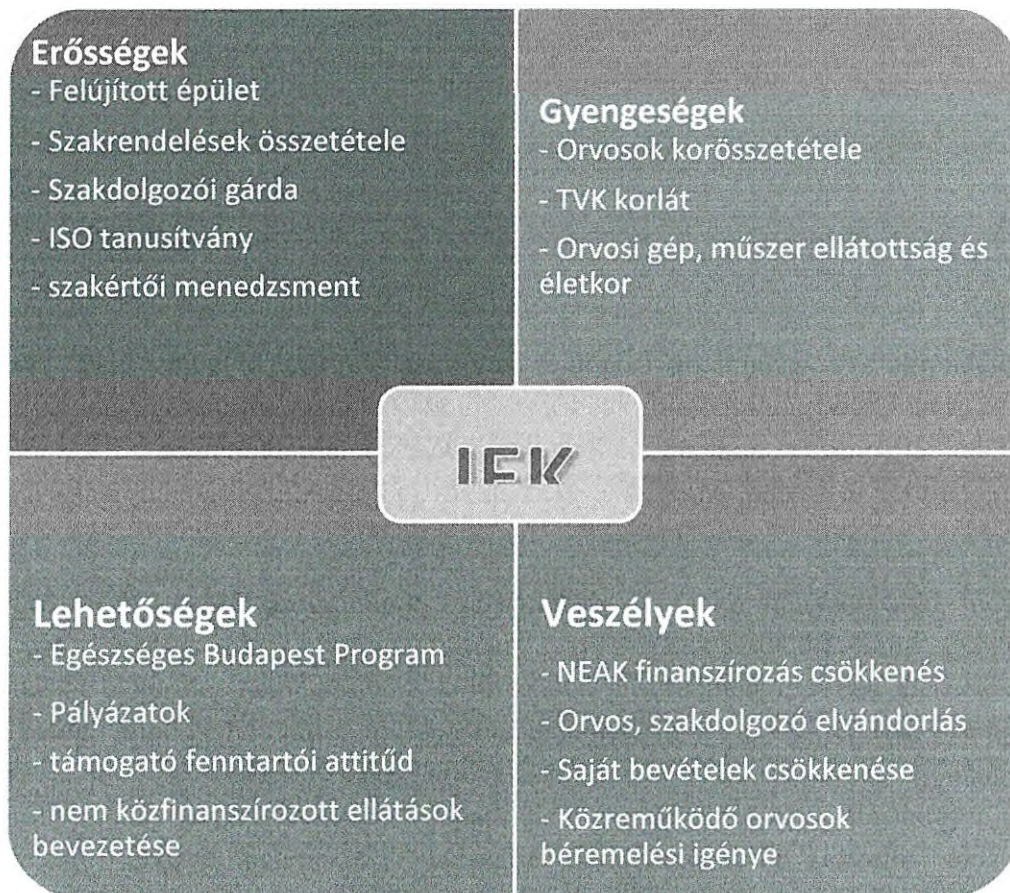 Erősségek
- Felújított épület
- Szakrendelések összetétele
- Szakdolgozói gárda
- ISO tanusítvány
- szakértői menedzsment
Gyengeségek
- Orvosok korösszetétele
- TVK korlát
- Orvosi gép, műszer ellátottság és
életkor
IEK
Lehetőségek
- Egészséges Budapest Program
- Pályázatok
- támogató fenntartói attitűd
- nem közfinanszírozott ellátások
bevezetése
Veszélyek
- NEAK finanszírozás csökkenés
- Orvos, szakdolgozó elvándorlás
- Saját bevételek csökkenése
- Közreműködő orvosok
béremelési igénye